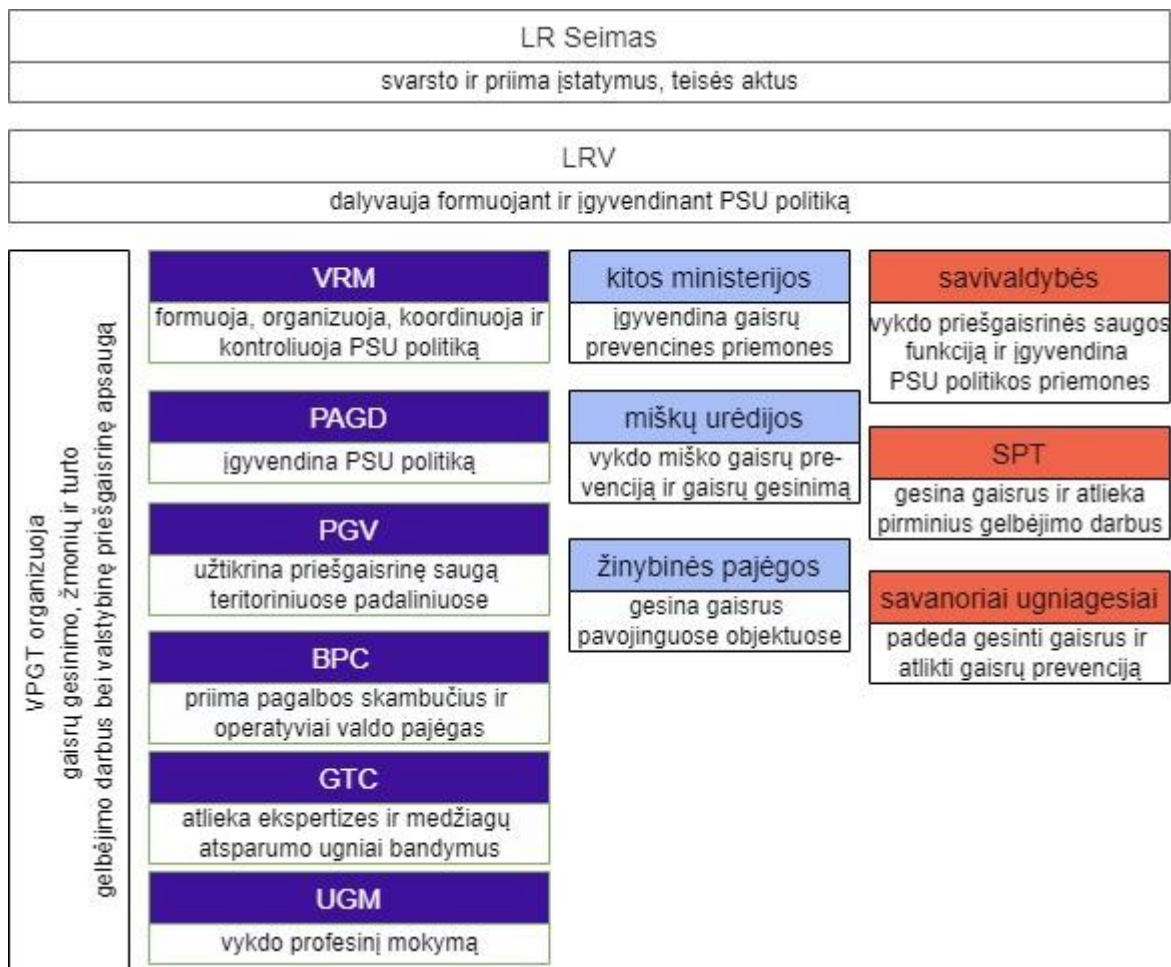 LR Seimas
svarsto ir priima įstatymus, teisės aktus
LRV
dalyvauja formuojant ir įgyvendinant PSU politiką
VPGT organizuoja
gaisrų gesinimo, žmonių ir turto
gelbėjimo darbus bei valstybinę priešgaisrinę apsaugą
VRM
formuoja, organizuoja, koordinuoja ir
kontroliuoja PSU politiką
PAGD
įgyvendina PSU politiką
PGV
užtikrina priešgaisrinę saugą
teritoriniuose padaliniuose
BPC
priima pagalbos skambučius ir
operatyviai valdo pajėgas
GTC
atlieka ekspertizes ir medžiagų
atsparumo ugniai bandymus
UGM
vykdo profesinį mokymą
kitos ministerijos
įgyvendina gaisrų
prevencines priemones
miškų urėdijos
vykdo miško gaisrų pre-
venciją ir gaisrų gesinimą
žinybinės pajėgos
gesina gaisrus
pavojinguose objektuose
savivaldybės
vykdo priešgaisrinės saugos
funkciją ir įgyvendina
PSU politikos priemones
SPT
gesina gaisrus ir atlieka
pirminius gelbėjimo darbus
savanoriai ugniagesiai
padeda gesinti gaisrus ir
atlikti gaisrų prevenciją